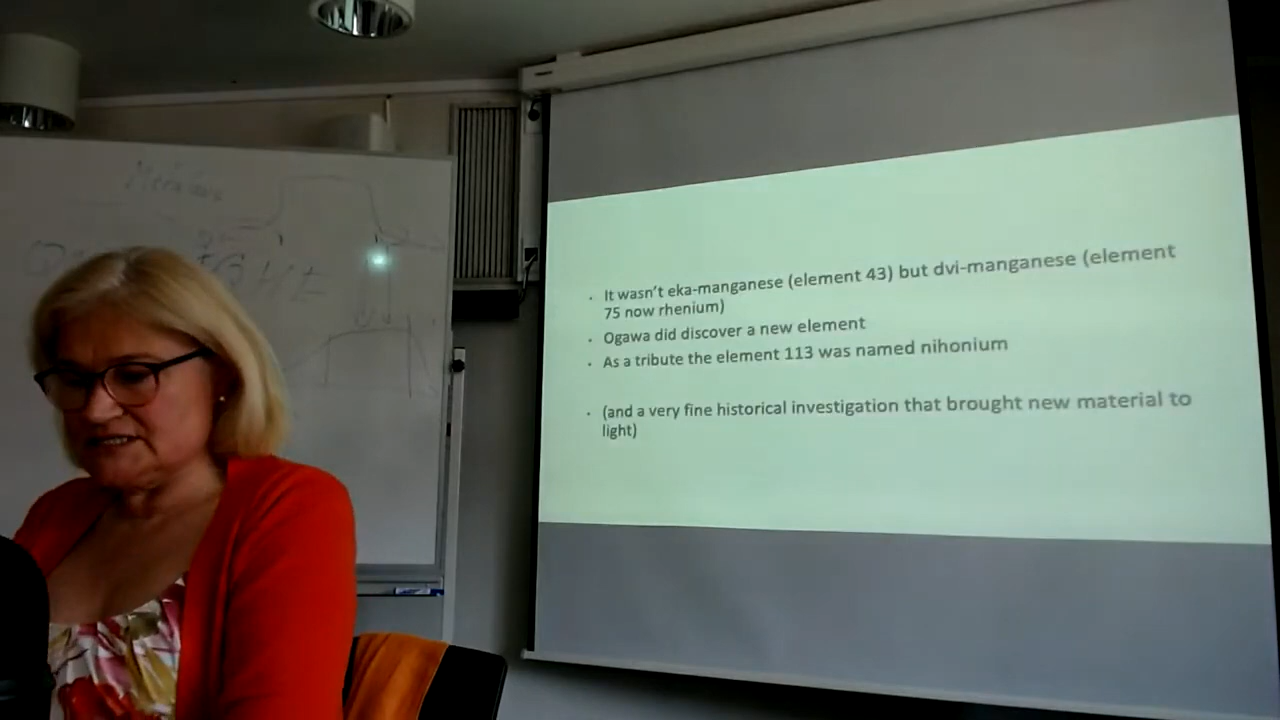 It wasn't eka-manganese (element 43) but dvi-manganese (element
75 now rhenium)
Ogawa did discover a new element
As a tribute the element 113 was named nihonium
(and a very fine historical investigation that brought new material to
light)